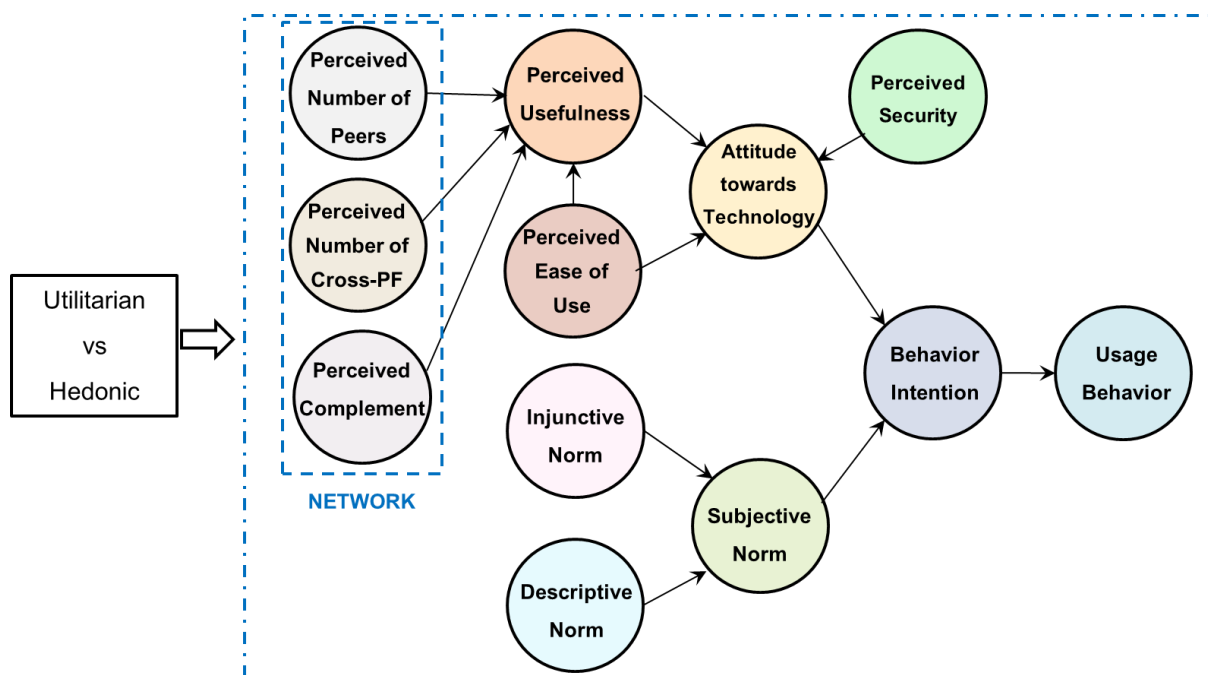 Utilitarian
vs
Hedonic
Perceived
Number of
Peers
Perceived
Number of
Cross-PF
Perceived
Complement
NETWORK
Perceived
Usefulness
Perceived
Ease of
Use
Injunctive
Norm
Descriptive
Norm
Attitude
towards
Technology
Subjective
Norm
Perceived
Security
Behavior
Intention
Usage
Behavior